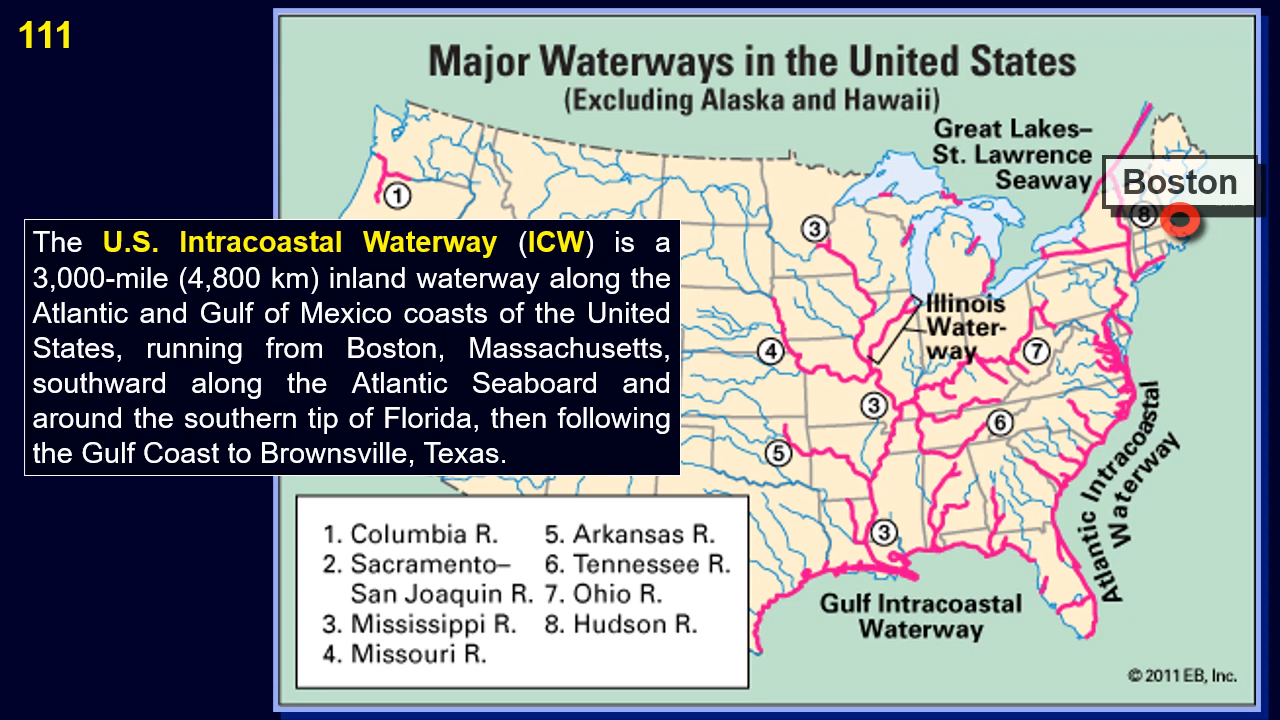 111
Major Waterways in the United States
(Excluding Alaska and Hawaii)
Great Lakes–
St. Lawrence
Seaway
Boston
1
3
8
The U.S. Intracoastal Waterway (ICW) is a
3,000-mile (4,800 km) inland waterway along the
Atlantic and Gulf of Mexico coasts of the United
States, running from Boston, Massachusetts,
southward along the Atlantic Seaboard and
around the southern tip of Florida, then following
the Gulf Coast to Brownsville, Texas.
Illinois
Water-
way
4
7
3
6
5
3
Atlantic Intracoastal
Waterway
Gulf Intracoastal
Waterway
1. Columbia R.
2. Sacramento–
San Joaquin R.
3. Mississippi R.
4. Missouri R.
5. Arkansas R.
6. Tennessee R.
7. Ohio R.
8. Hudson R.
© 2011 EB, Inc.